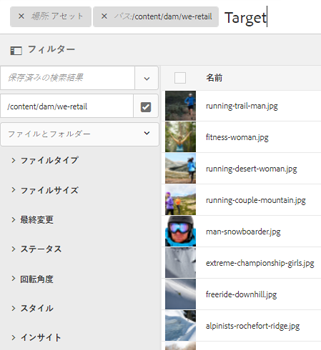 × 場所:アセット × パス:/content/dam/we-retail Target
フィルター
保存済みの検索結果
/content/dam/we-retail
ファイルとフォルダー
ファイルタイプ
ファイルサイズ
最終変更
ステータス
回転角度
スタイル
インサイト
名前
running-trail-man.jpg
fitness-woman.jpg
running-desert-woman.jpg
running-couple-mountain.jpg
man-snowboarder.jpg
extreme-championship-girls.jpg
freeride-downhill.jpg
alpinists-rochefort-ridge.jpg